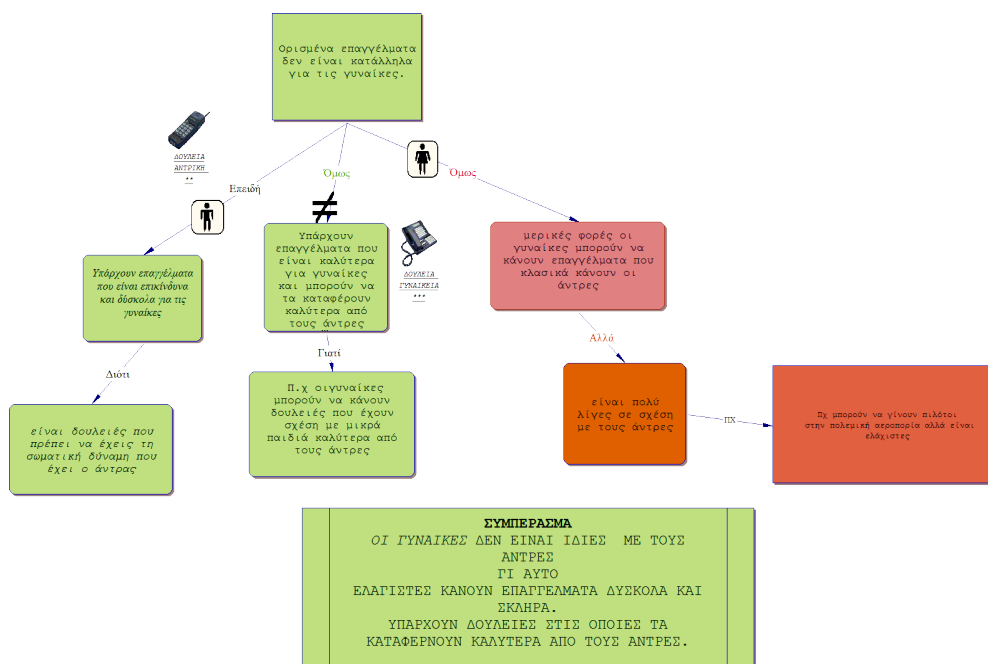 Ορισμένα επαγγέλματα
δεν είναι κατάλληλα
για τις γυναίκες.
ΔΟΥΛΕΙΑ
ΑΝΤΡΙΚΗ
**
Επειδή
Όμως
Όμως
Υπάρχουν επαγγέλματα
που είναι επικίνδυνα
και δύσκολα για τις
γυναίκες
Υπάρχουν
επαγγέλματα που
είναι καλύτερα
για γυναίκες
και μπορούν να
τα καταφέρουν
καλύτερα από
τους άντρες
...
ΔΟΥΛΕΙΑ
ΓΥΝΑΙΚΕΙΑ
***
μερικές φορές οι
γυναίκες μπορούν να
κάνουν επαγγέλματα που
κλασικά κάνουν οι
άντρες
Διότι
Γιατί
Αλλά
είναι δουλειές που
πρέπει να έχεις τη
σωματική δύναμη που
έχει ο άντρας
Π.χ οιγυναίκες
μπορούν να κάνουν
δουλειές που έχουν
σχέση με μικρά
παιδιά καλύτερα από
τους άντρες
είναι πολύ
λίγες σε σχέση
με τους άντρες
ΠΧ
Πχ μπορούν να γίνουν πιλότοι
στην πολεμική αεροπορία αλλά είναι
ελάχιστες
ΣΥΜΠΕΡΑΣΜΑ
ΟΙ ΓΥΝΑΙΚΕΣ ΔΕΝ ΕΙΝΑΙ ΙΔΙΕΣ ΜΕ ΤΟΥΣ
ΑΝΤΡΕΣ
ΓΙ ΑΥΤΟ
ΕΛΑΓΙΣΤΕΣ ΚΑΝΟΥΝ ΕΠΑΓΓΕΛΜΑΤΑ ΔΥΣΚΟΛΑ ΚΑΙ
ΣΚΛΗΡΑ.
ΥΠΑΡΧΟΥΝ ΔΟΥΛΕΙΕΣ ΣΤΙΣ ΟΠΟΙΕΣ ΤΑ
ΚΑΤΑΦΕΡΝΟΥΝ ΚΑΛΥΤΕΡΑ ΑΠΟ ΤΟΥΣ ΑΝΤΡΕΣ.